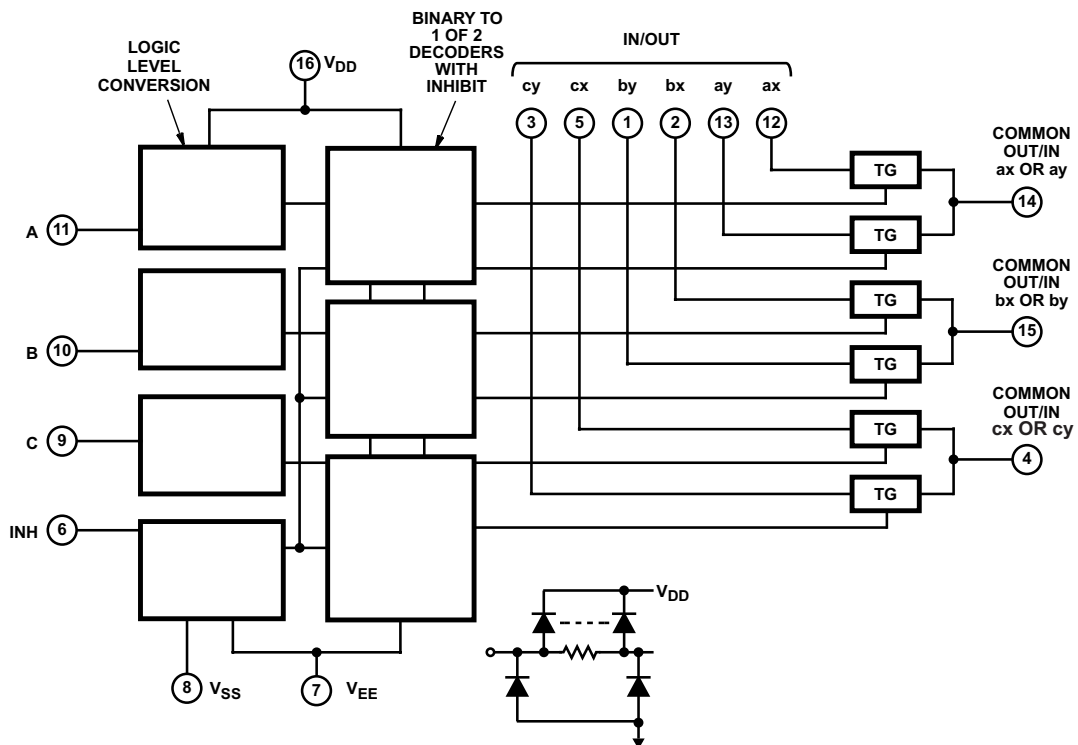 LOGIC
LEVEL
CONVERSION
16 VDD
BINARY TO
1 OF 2
DECODERS
WITH
INHIBIT
IN/OUT
cy cx by bx ay ax
3 5 1 2 13 12
COMMON
OUT/IN
ax OR ay
14
TG
TG
A 11
COMMON
OUT/IN
bx OR by
15
TG
TG
B 10
COMMON
OUT/IN
cx OR cy
4
TG
TG
C 9
INH 6
8 VSS
7 VEE
VDD